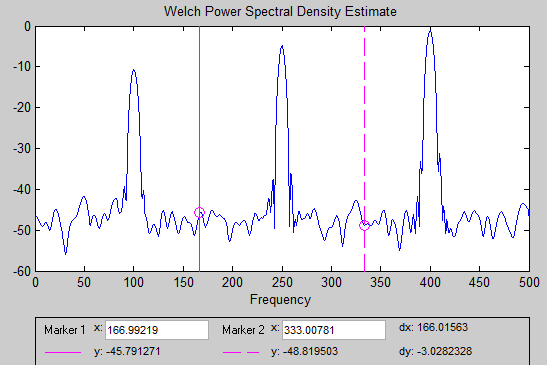 Welch Power Spectral Density Estimate
0
-10
-20
-30
-40
-50
-60
0 50 100 150 200 250 300 350 400 450 500
Frequency
Marker 1 x: 166.99219 Marker 2 x: 333.00781 dx: 166.01563
y: -45.791271 y: -48.819503 dy: -3.0282328